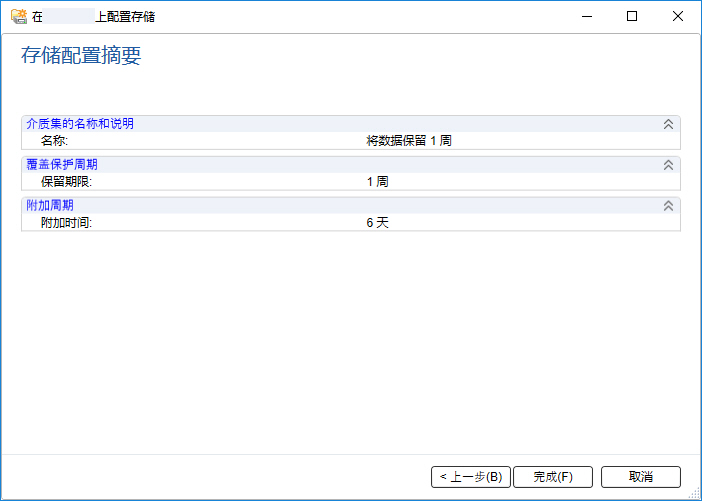 在 上配置存储
存储配置摘要
介质集的名称和说明
名称: 将数据保留 1 周
覆盖保护周期
保留期限: 1 周
附加周期
附加时间: 6 天
< 上一步(B) 完成(F) 取消